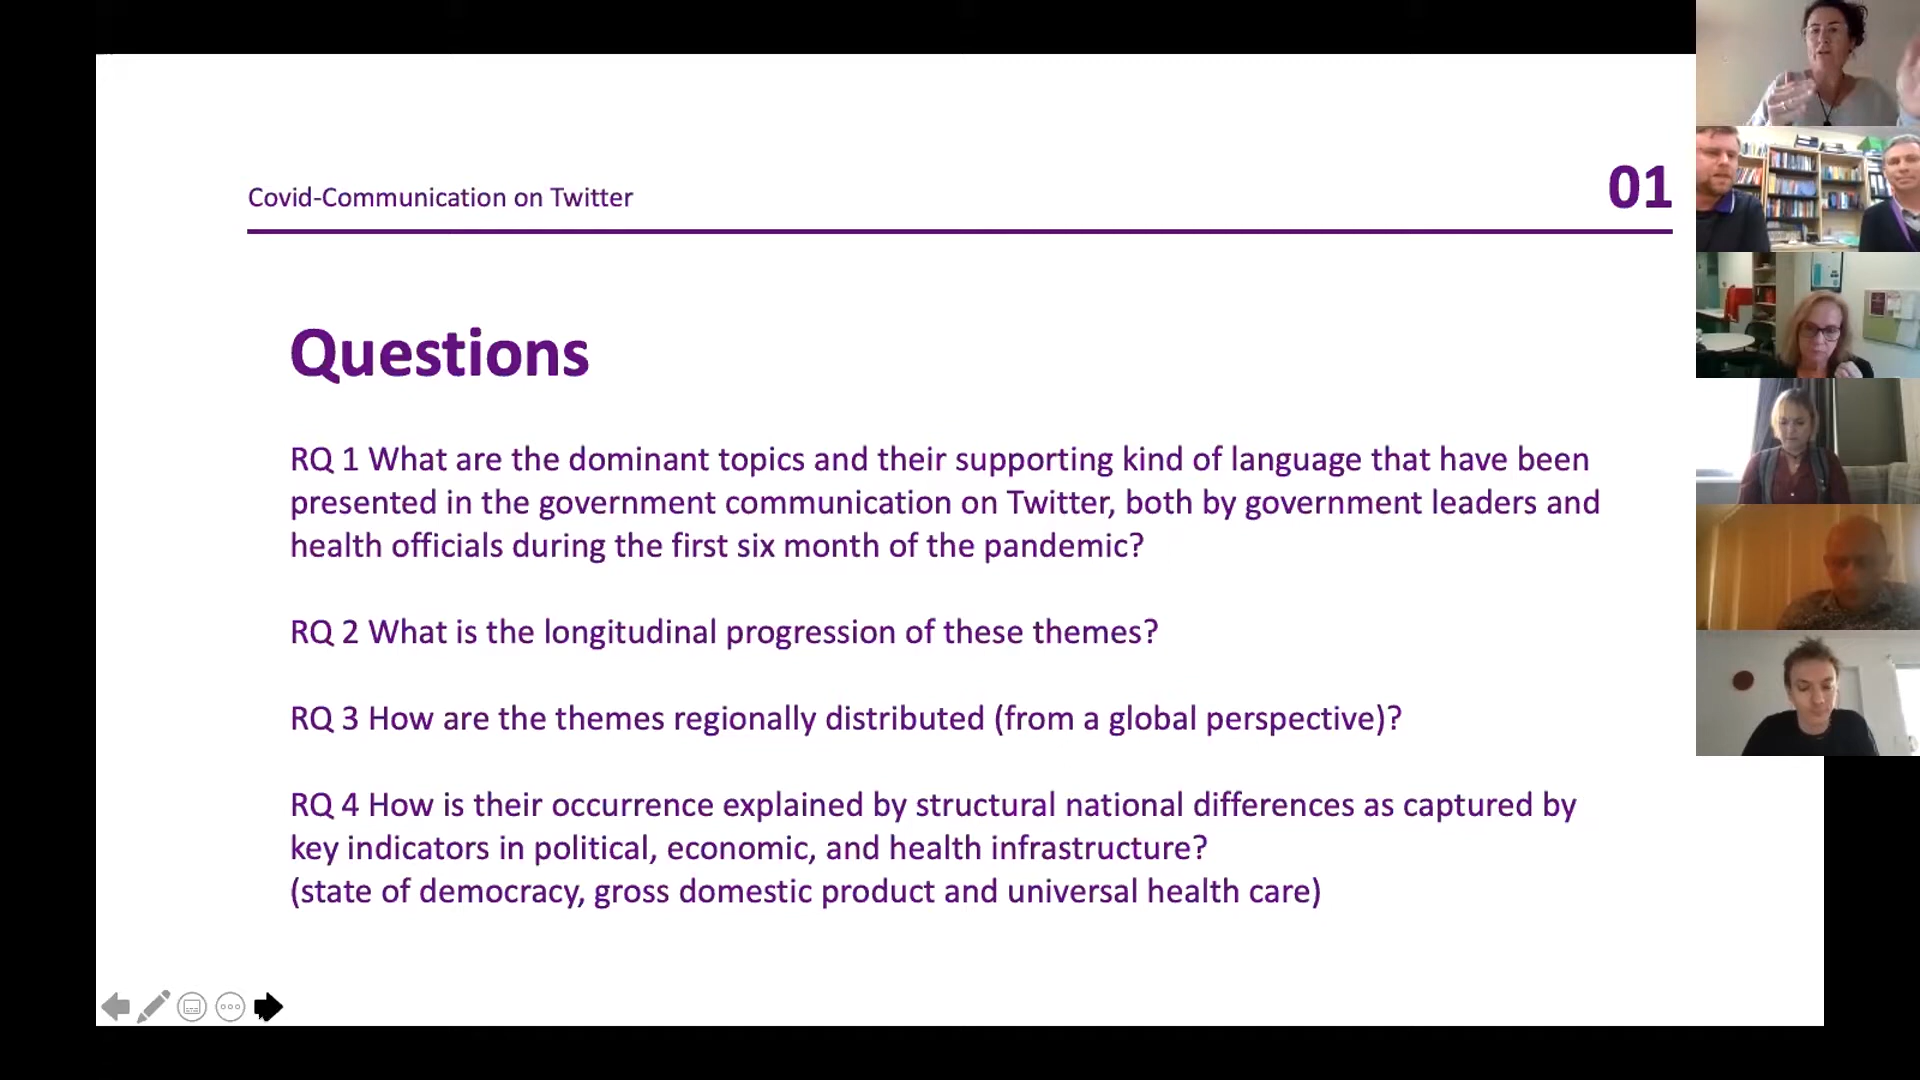 Covid-Communication on Twitter
01
Questions
RQ 1 What are the dominant topics and their supporting kind of language that have been
presented in the government communication on Twitter, both by government leaders and
health officials during the first six month of the pandemic?
RQ 2 What is the longitudinal progression of these themes?
RQ 3 How are the themes regionally distributed (from a global perspective)?
RQ 4 How is their occurrence explained by structural national differences as captured by
key indicators in political, economic, and health infrastructure?
(state of democracy, gross domestic product and universal health care)